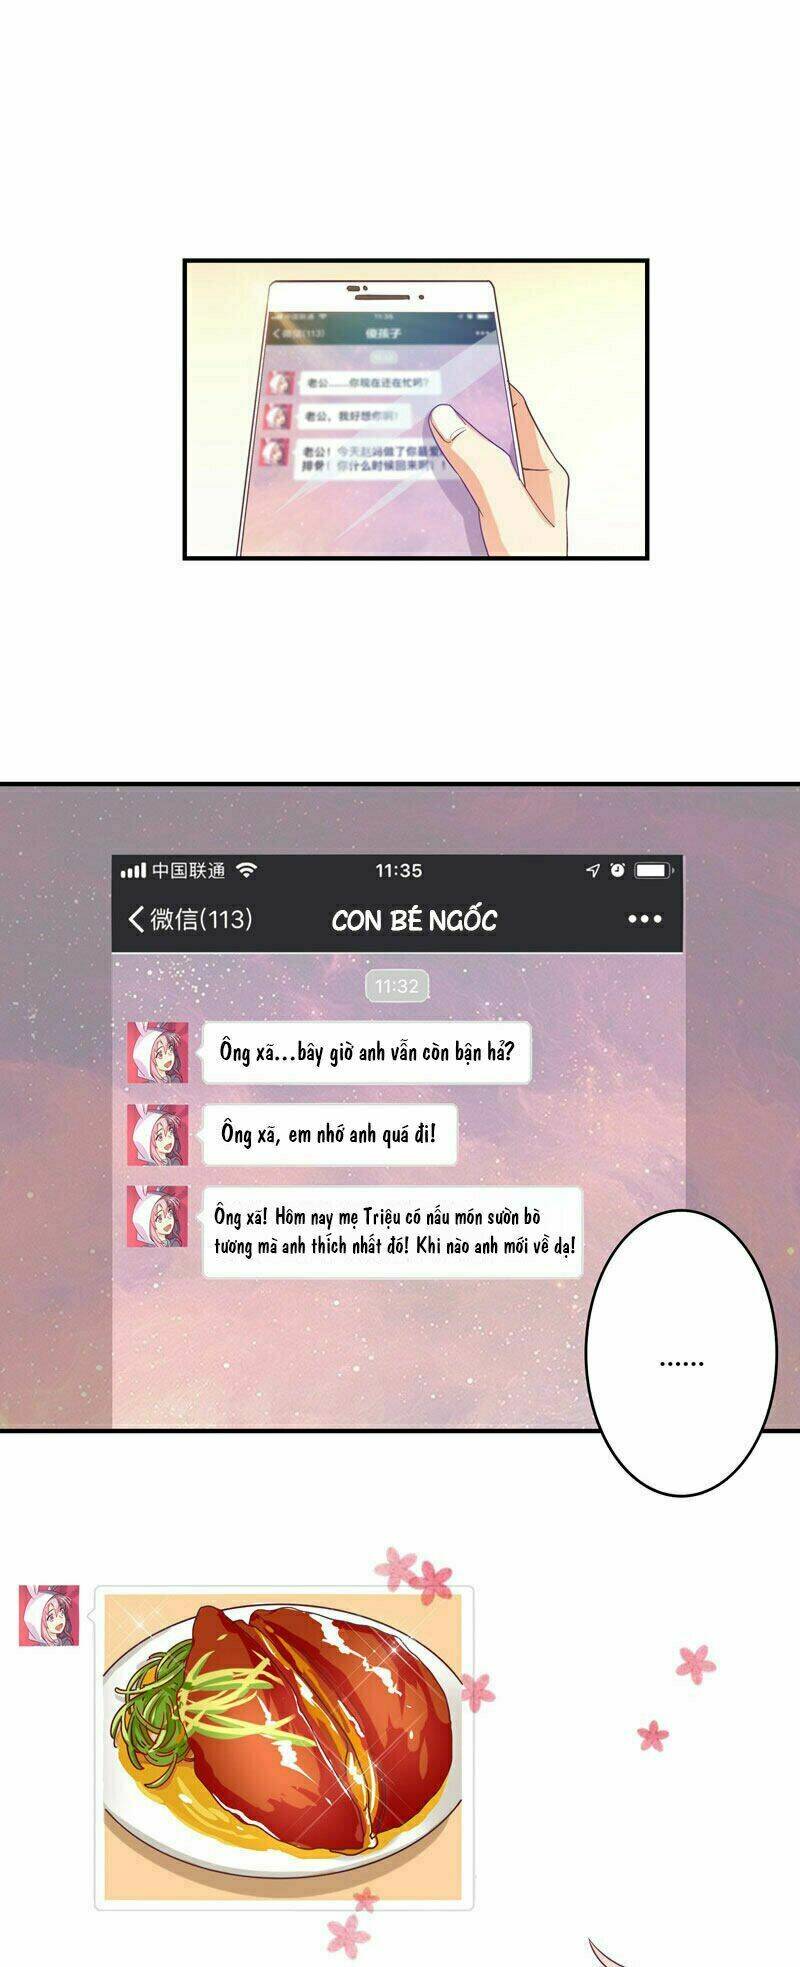 11:35
微信(113)
傻孩子
老公……你现在还在忙吗?
老公，我好想你啊!
老公！今天赵妈做了你最爱
排骨！你什么时候回来啊!
中国联通
11:35
微信(113)
CON BÉ NGỐC
•••
11:32
Ông xã...bây giờ anh vẫn còn bận hả?
Ông xã, em nhớ anh quá đi!
Ông xã! Hôm nay mẹ Triệu có nấu món sườn bò
tương mà anh thích nhất đó! Khi nào anh mới về dạ!
......